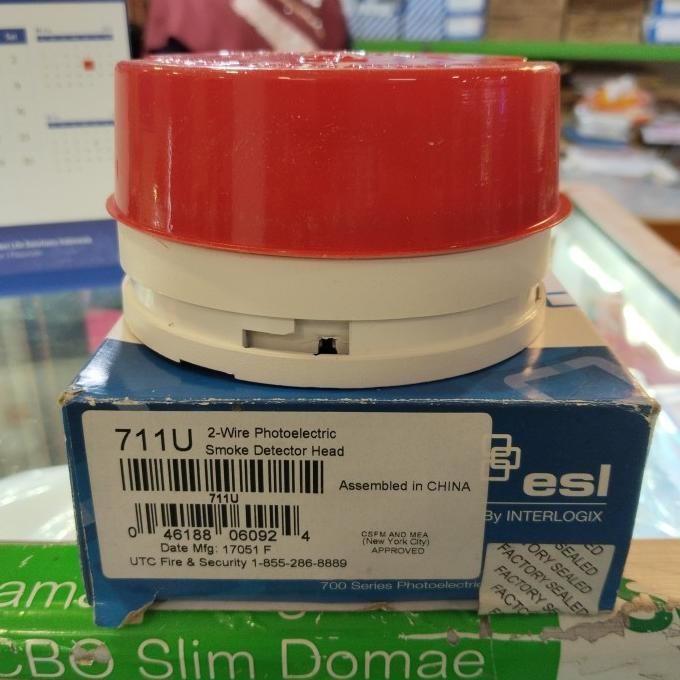 711U 2-Wire Photoelectric
Smoke Detector Head
Assembled in CHINA
711U
0 46188 06092 4
Date Mfg: 17051 F
UTC Fire & Security 1-855-286-8889
CSFM AND MEA
(New York City)
APPROVED
esl
By INTERLOGIX
700 Series Photoelectric
FACTORY SEALED
FACTORY SEALED
FACTORY SEALED
CBO Slim Domae